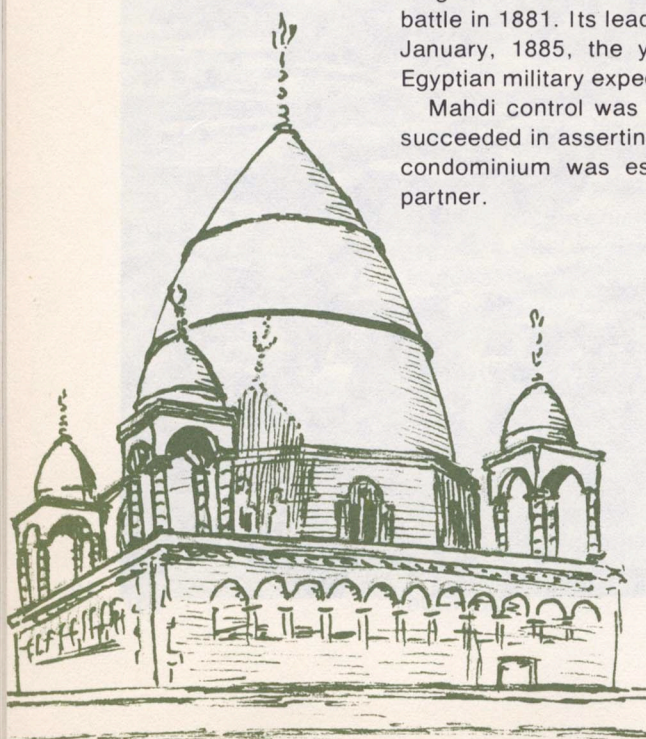 battle in 1881. Its lead
January, 1885, the y
Egyptian military exped
Mahdi control was
succeeded in assertin
condominium was es
partner.